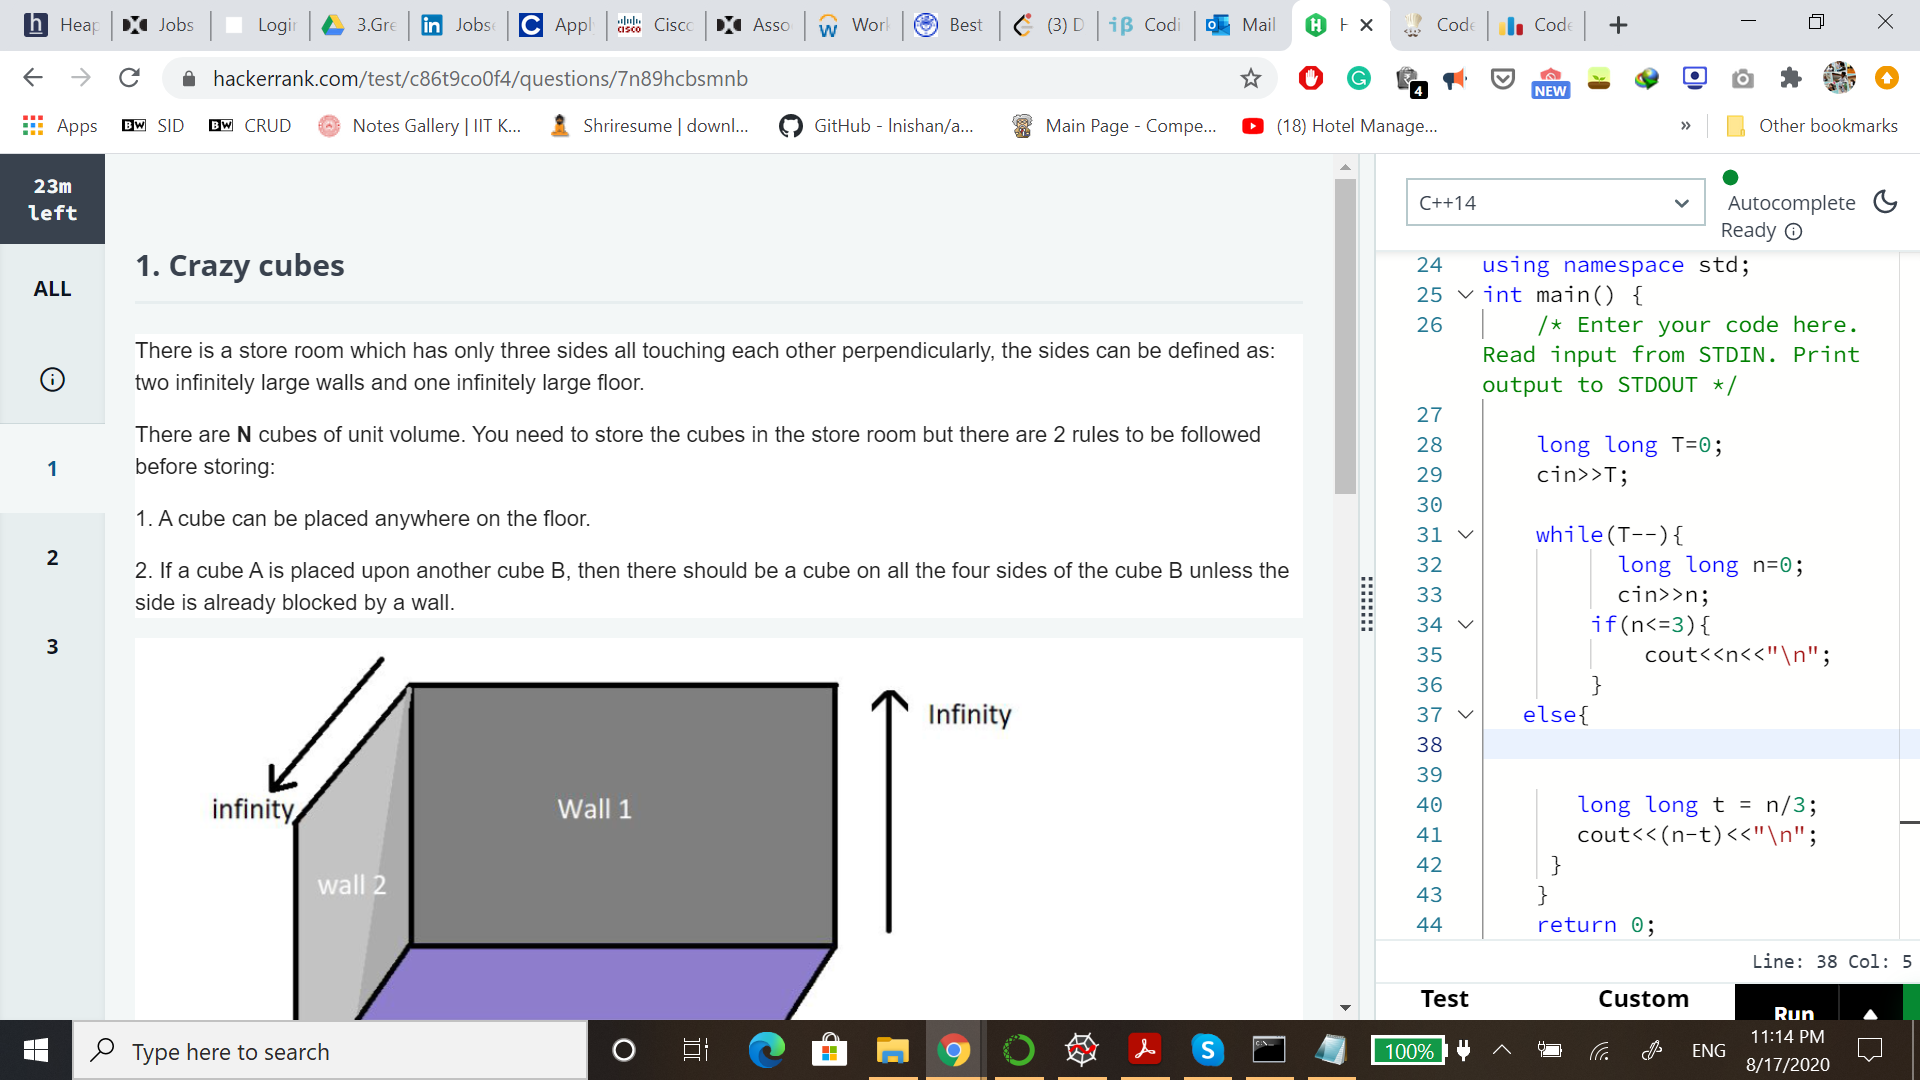 Heap
Jobs
Login
3.Gre
Jobs
Appl
Cisco
Asso
Work
Best
(3) D
Codi
Mail
H
Code
Code
hackerrank.com/test/c86t9co0f4/questions/7n89hcbsmnb
4
NEW
Apps
BW SID
BW CRUD
Notes Gallery | IIT K...
Shriresume | downl...
GitHub - Inishan/a...
Main Page - Compe...
(18) Hotel Manage...
»
Other bookmarks
23m
left
ALL
1
2
3
1. Crazy cubes
There is a store room which has only three sides all touching each other perpendicularly, the sides can be defined as:
two infinitely large walls and one infinitely large floor.
There are N cubes of unit volume. You need to store the cubes in the store room but there are 2 rules to be followed
before storing:
1. A cube can be placed anywhere on the floor.
2. If a cube A is placed upon another cube B, then there should be a cube on all the four sides of the cube B unless the
side is already blocked by a wall.
Infinity
infinity
Wall 1
wall 2
C++14
Autocomplete
Ready
24 using namespace std;
25 int main() {
26 /* Enter your code here.
Read input from STDIN. Print
output to STDOUT */
27
28 long long T=0;
29 cin>>T;
30
31 while(T--){
32 long long n=0;
33 cin>>n;
34 if(n<=3){
35 cout<<n<<"\n";
36 }
37 else{
38
39
40 long long t = n/3;
41 cout<<(n-t)<<"\n";
42 }
43 }
44 return 0;
Line: 38 Col: 5
Test
Custom
Run
Type here to search
100%
ENG
11:14 PM
8/17/2020